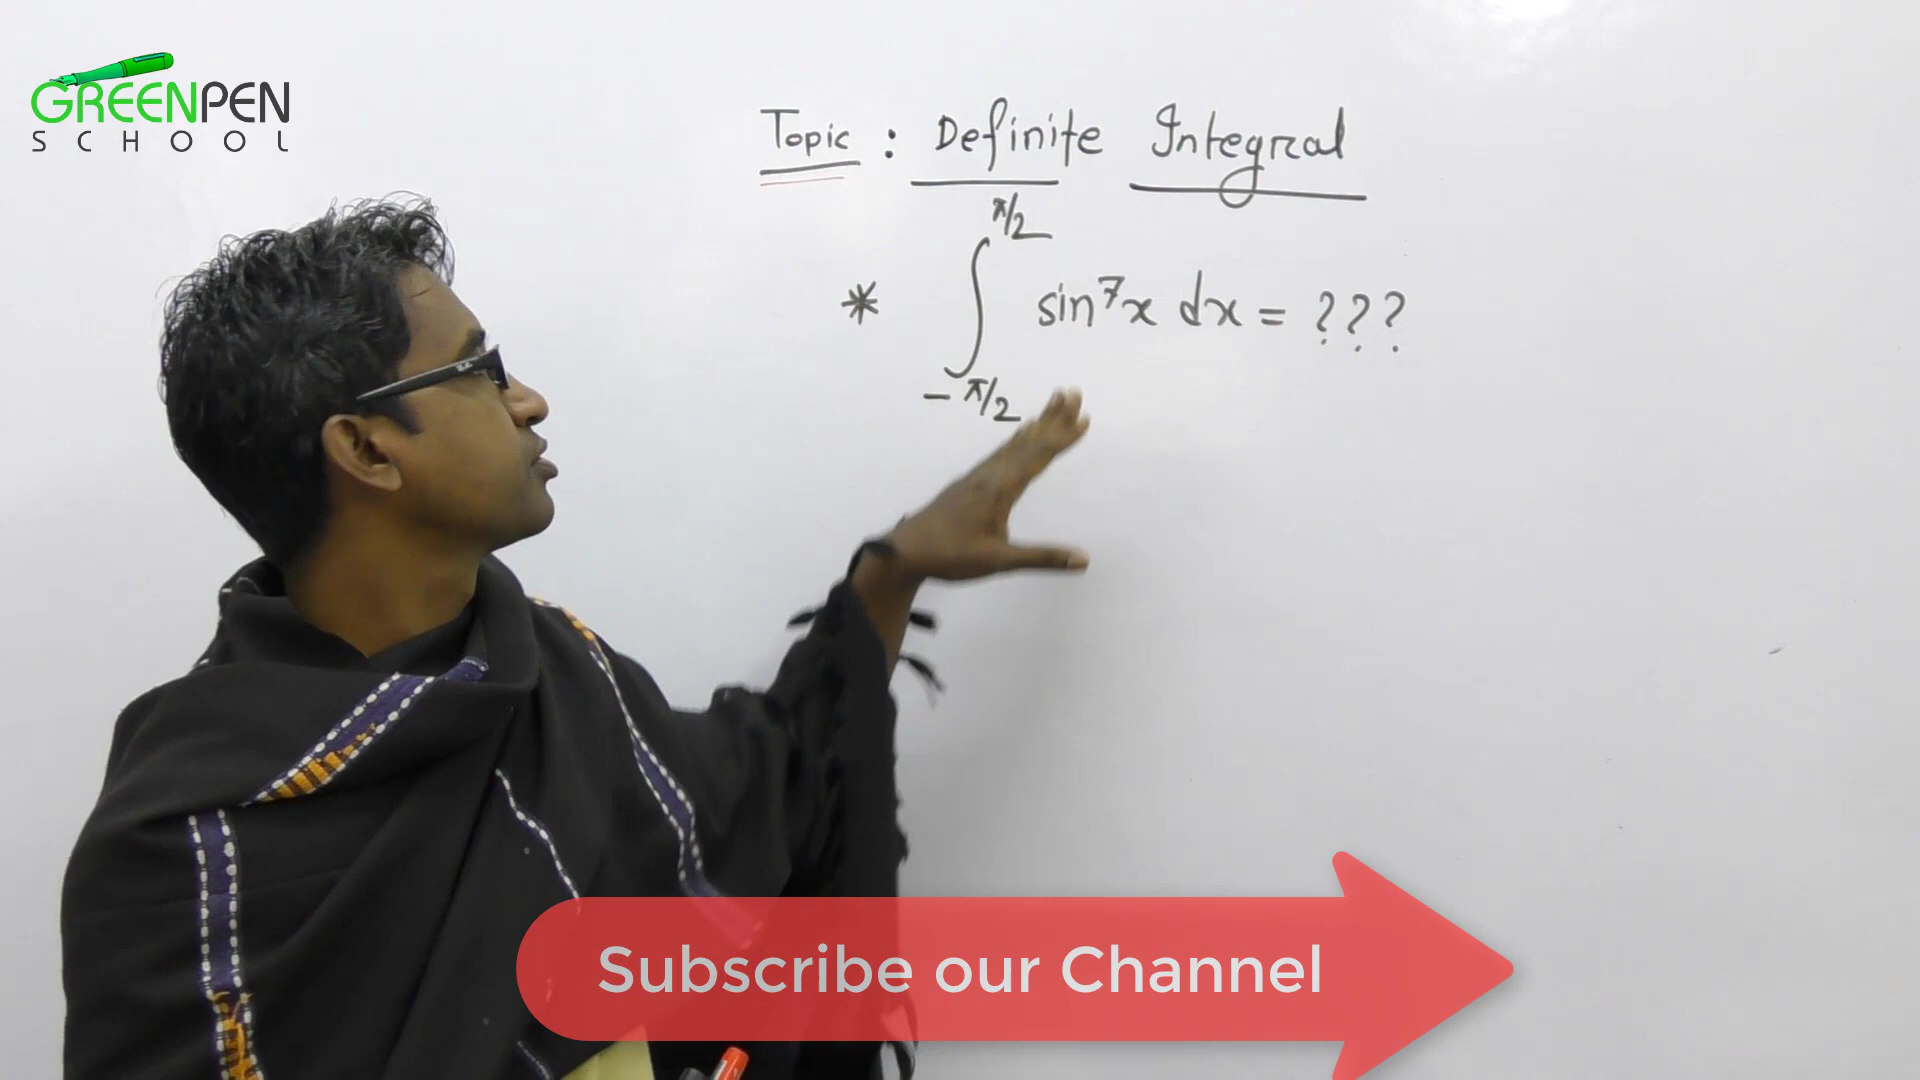 GREENPEN
SCHOOL
Topic : Definite Integral
* ∫_{-π/2}^{π/2} sin⁷x dx = ???
Subscribe our Channel